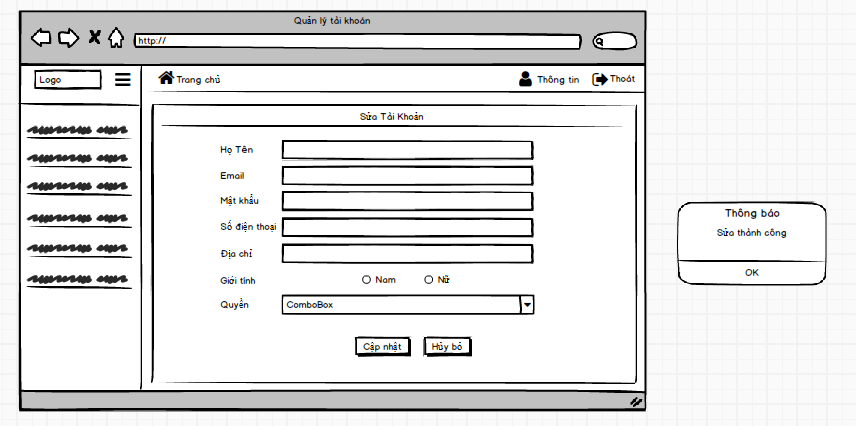 Quản lý tài khoản
http://
Logo
Trang chủ
Thông tin
Thoát
Sửa Tài Khoản
Họ Tên
Email
Mật khẩu
Số điện thoại
Địa chỉ
Giới tính
Nam
Nữ
Quyền
ComboBox
Cập nhật
Hủy bỏ
Thông báo
Sửa thành công
OK